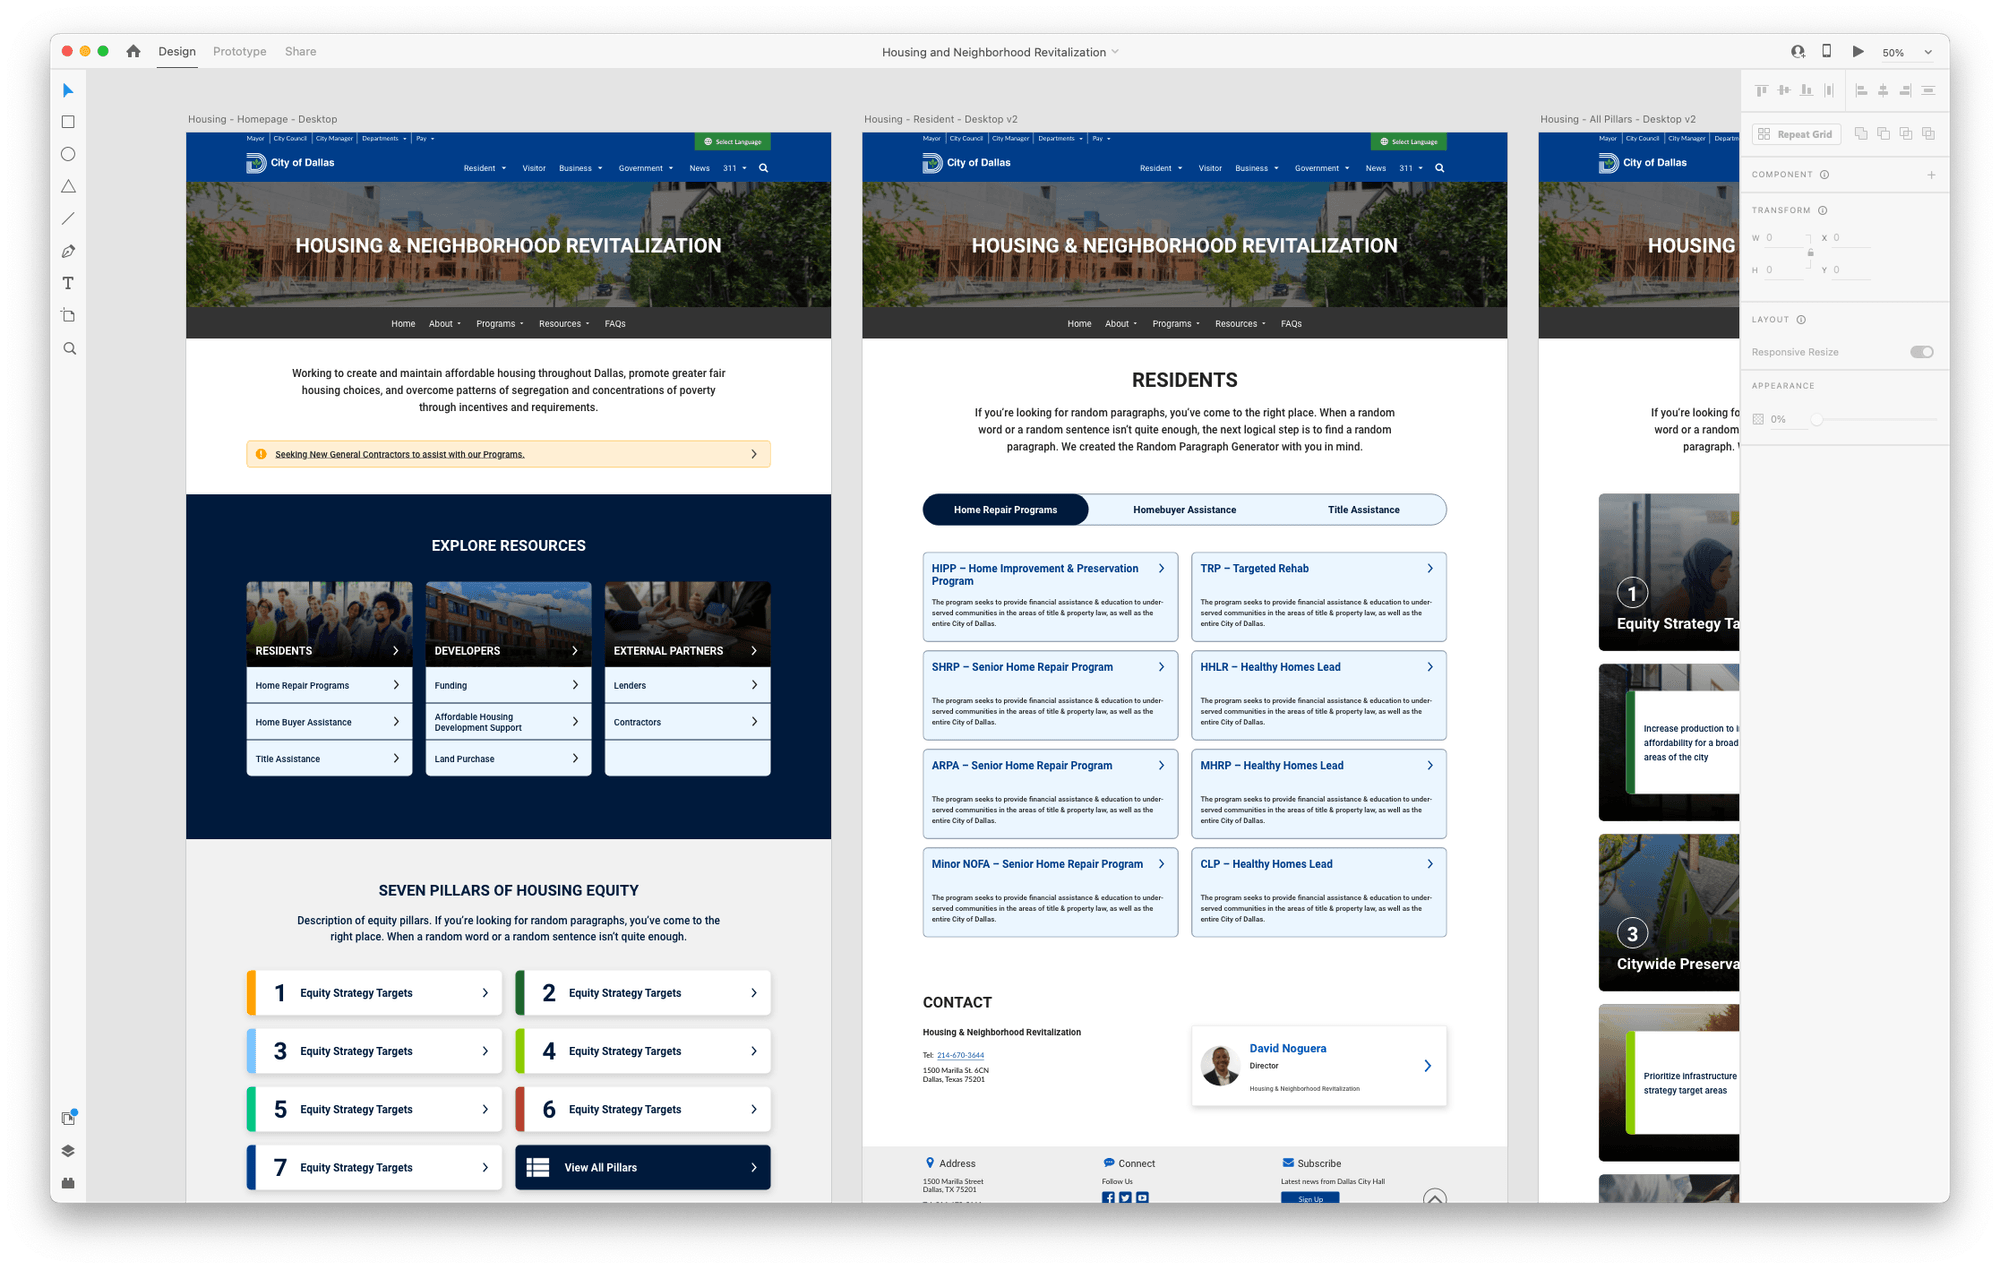 Design
Prototype
Share
Housing and Neighborhood Revitalization
50%
Housing - Homepage - Desktop
Mayor
City Council
City Manager
Departments
Pay
Select Language
City of Dallas
Resident
Visitor
Business
Government
News
311
HOUSING & NEIGHBORHOOD REVITALIZATION
Home
About
Programs
Resources
FAQs
Working to create and maintain affordable housing throughout Dallas, promote greater fair
housing choices, and overcome patterns of segregation and concentrations of poverty
through incentives and requirements.
Seeking New General Contractors to assist with our Programs.
EXPLORE RESOURCES
RESIDENTS
Home Repair Programs
Home Buyer Assistance
Title Assistance
DEVELOPERS
Funding
Affordable Housing
Development Support
Land Purchase
EXTERNAL PARTNERS
Lenders
Contractors
SEVEN PILLARS OF HOUSING EQUITY
Description of equity pillars. If you're looking for random paragraphs, you've come to the
right place. When a random word or a random sentence isn't quite enough.
1 Equity Strategy Targets
2 Equity Strategy Targets
3 Equity Strategy Targets
4 Equity Strategy Targets
5 Equity Strategy Targets
6 Equity Strategy Targets
7 Equity Strategy Targets
View All Pillars
Housing - Resident - Desktop v2
Mayor
City Council
City Manager
Departments
Pay
Select Language
City of Dallas
Resident
Visitor
Business
Government
News
311
HOUSING & NEIGHBORHOOD REVITALIZATION
Home
About
Programs
Resources
FAQs
RESIDENTS
If you're looking for random paragraphs, you've come to the right place. When a random
word or a random sentence isn't quite enough, the next logical step is to find a random
paragraph. We created the Random Paragraph Generator with you in mind.
Home Repair Programs
Homebuyer Assistance
Title Assistance
HIPP – Home Improvement & Preservation
Program
The program seeks to provide financial assistance & education to under-
served communities in the areas of title & property law, as well as the
entire City of Dallas.
TRP – Targeted Rehab
The program seeks to provide financial assistance & education to under-
served communities in the areas of title & property law, as well as the
entire City of Dallas.
SHRP – Senior Home Repair Program
The program seeks to provide financial assistance & education to under-
served communities in the areas of title & property law, as well as the
entire City of Dallas.
HHLR – Healthy Homes Lead
The program seeks to provide financial assistance & education to under-
served communities in the areas of title & property law, as well as the
entire City of Dallas.
ARPA – Senior Home Repair Program
The program seeks to provide financial assistance & education to under-
served communities in the areas of title & property law, as well as the
entire City of Dallas.
MHRP – Healthy Homes Lead
The program seeks to provide financial assistance & education to under-
served communities in the areas of title & property law, as well as the
entire City of Dallas.
Minor NOFA – Senior Home Repair Program
The program seeks to provide financial assistance & education to under-
served communities in the areas of title & property law, as well as the
entire City of Dallas.
CLP – Healthy Homes Lead
The program seeks to provide financial assistance & education to under-
served communities in the areas of title & property law, as well as the
entire City of Dallas.
CONTACT
Housing & Neighborhood Revitalization
Tel: 214-670-3644
1500 Marilla St. 6CN
Dallas, Texas 75201
David Noguera
Director
Housing & Neighborhood Revitalization
Address
1500 Marilla Street
Dallas, TX 75201
Connect
Follow Us
Subscribe
Latest news from Dallas City Hall
Sign Up
Housing - All Pillars - Desktop v2
Mayor
City Council
City Manager
Departm
City of Dallas
HOUSING
If you're looking fo
word or a random
paragraph.
1
Equity Strategy Ta
Increase production to i
affordability for a broad
areas of the city
3
Citywide Preserva
Prioritize infrastructure
strategy target areas
Repeat Grid
COMPONENT
TRANSFORM
W 0
X 0
H 0
Y 0
LAYOUT
Responsive Resize
APPEARANCE
0%